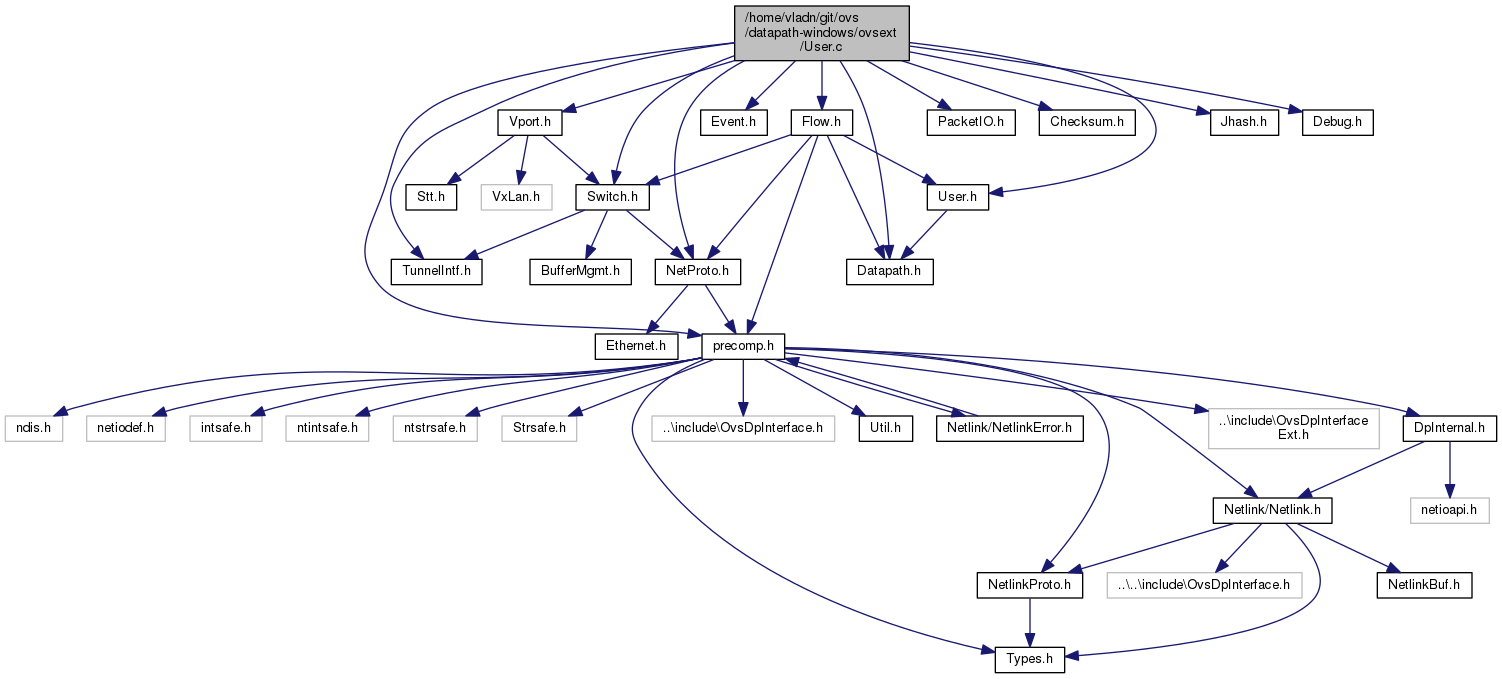 /home/vladn/git/ovs
/datapath-windows/ovsext
/User.c
Vport.h
Event.h
Flow.h
PacketIO.h
Checksum.h
Jhash.h
Debug.h
Stt.h
VxLan.h
Switch.h
User.h
TunnelIntf.h
BufferMgmt.h
NetProto.h
Datapath.h
Ethernet.h
precomp.h
ndis.h
netiodef.h
intsafe.h
ntintsafe.h
ntstrsafe.h
Strsafe.h
..\include\OvsDpInterface.h
Util.h
Netlink/NetlinkError.h
..\include\OvsDpInterface
Ext.h
DpInternal.h
Netlink/Netlink.h
netioapi.h
NetlinkProto.h
..\..\include\OvsDpInterface.h
NetlinkBuf.h
Types.h